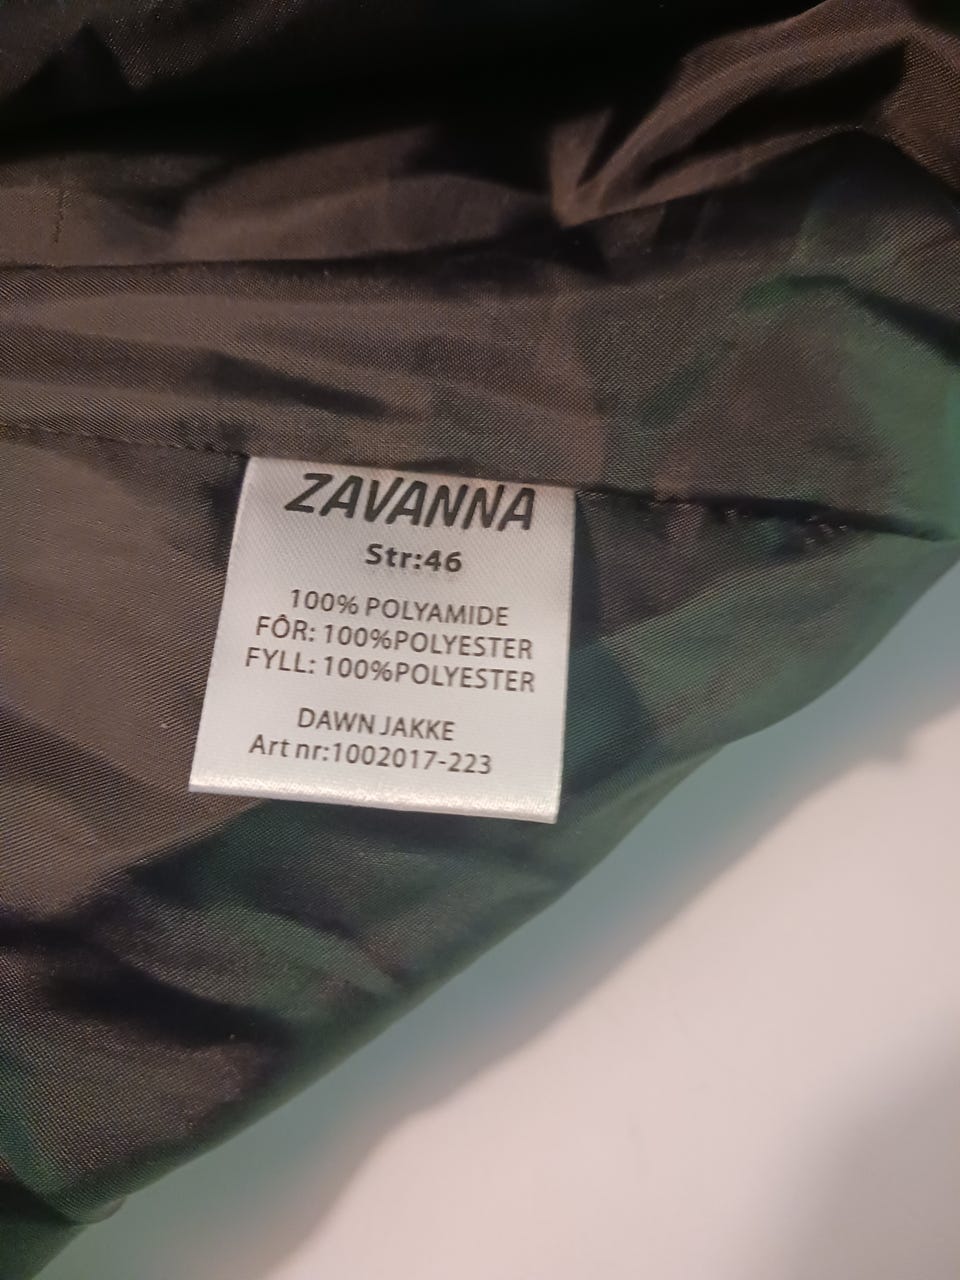 ZAVANNA
Str:46
100% POLYAMIDE
FÔR: 100%POLYESTER
FYLL: 100%POLYESTER
DAWN JAKKE
Art nr:1002017-223